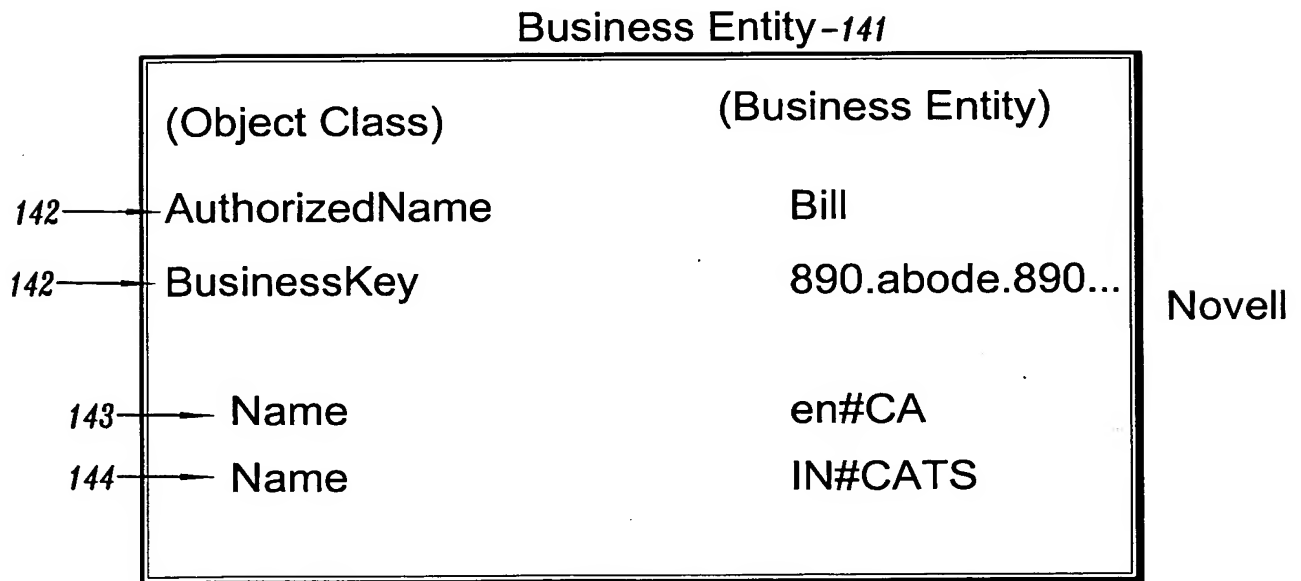 Business Entity-141
(Object Class) (Business Entity)
142 AuthorizedName Bill
142 BusinessKey 890.abode.890...
Novell
143 Name en#CA
144 Name IN#CATS